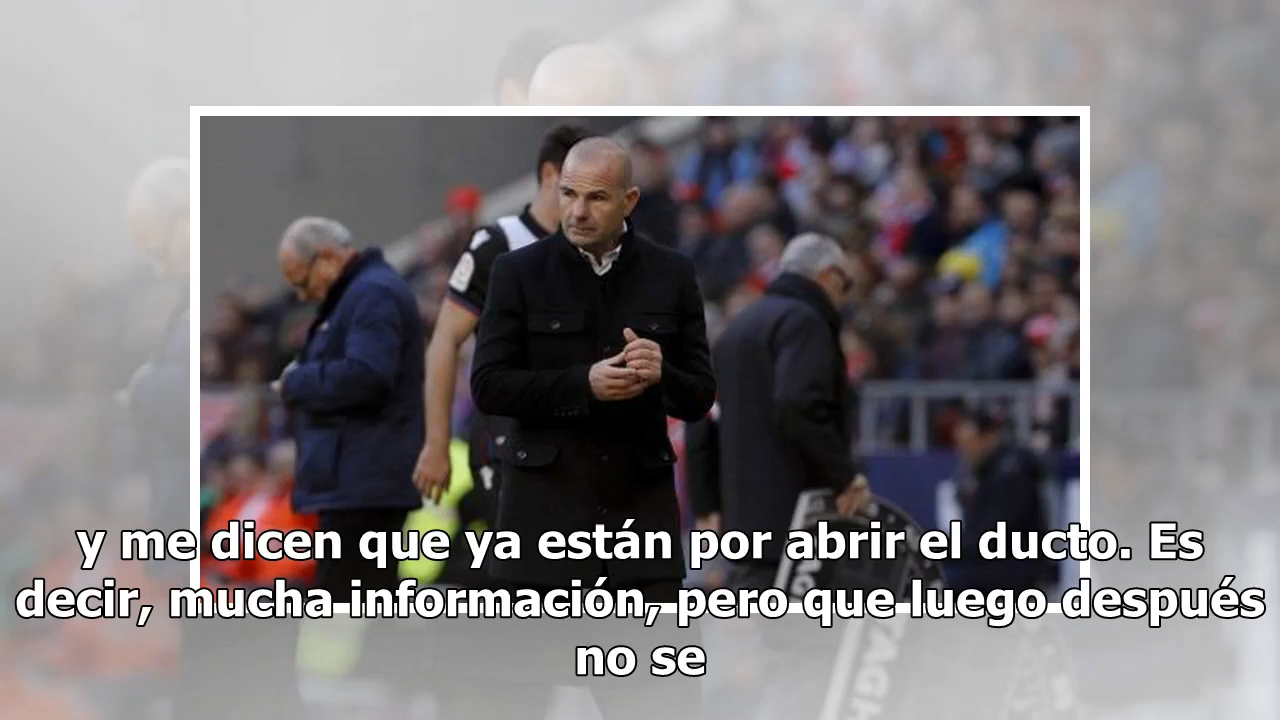 y me dicen que ya están por abrir el ducto. Es
decir, mucha información, pero que luego después
no se